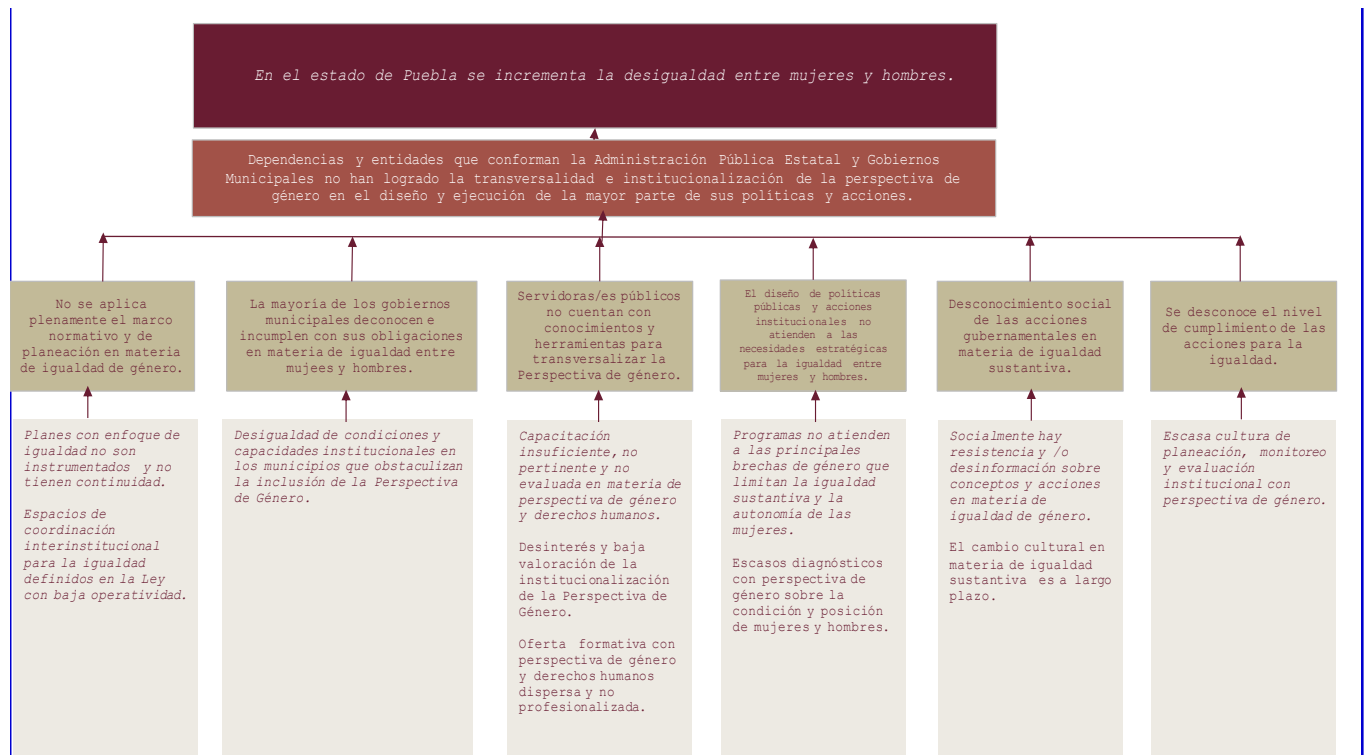 En el estado de Puebla se incrementa la desigualdad entre mujeres y hombres.
Dependencias y entidades que conforman la Administración Pública Estatal y Gobiernos
Municipales no han logrado la transversalidad e institucionalización de la perspectiva de
género en el diseño y ejecución de la mayor parte de sus políticas y acciones.
No se aplica
plenamente el marco
normativo y de
planeación en materia
de igualdad de género.
La mayoría de los gobiernos
municipales deconocen e
incumplen con sus obligaciones
en materia de igualdad entre
mujees y hombres.
Servidoras/es públicos
no cuentan con
conocimientos y
herramientas para
transversalizar la
Perspectiva de género.
El diseño de políticas
públicas y acciones
institucionales no
atienden a las
necesidades estratégicas
para la igualdad entre
mujeres y hombres.
Desconocimiento social
de las acciones
gubernamentales en
materia de igualdad
sustantiva.
Se desconoce el nivel
de cumplimiento de las
acciones para la
igualdad.
Planes con enfoque de
igualdad no son
instrumentados y no
tienen continuidad.
Espacios de
coordinación
interinstitucional
para la igualdad
definidos en la Ley
con baja operatividad.
Desigualdad de condiciones y
capacidades institucionales en
los municipios que obstaculizan
la inclusión de la Perspectiva
de Género.
Capacitación
insuficiente, no
pertinente y no
evaluada en materia de
perspectiva de género
y derechos humanos.
Desinterés y baja
valoración de la
institucionalización
de la Perspectiva de
Género.
Oferta formativa con
perspectiva de género
y derechos humanos
dispersa y no
profesionalizada.
Programas no atienden
a las principales
brechas de género que
limitan la igualdad
sustantiva y la
autonomía de las
mujeres.
Escasos diagnósticos
con perspectiva de
género sobre la
condición y posición
de mujeres y hombres.
Socialmente hay
resistencia y /o
desinformación sobre
conceptos y acciones
en materia de
igualdad de género.
El cambio cultural en
materia de igualdad
sustantiva es a largo
plazo.
Escasa cultura de
planeación, monitoreo
y evaluación
institucional con
perspectiva de género.